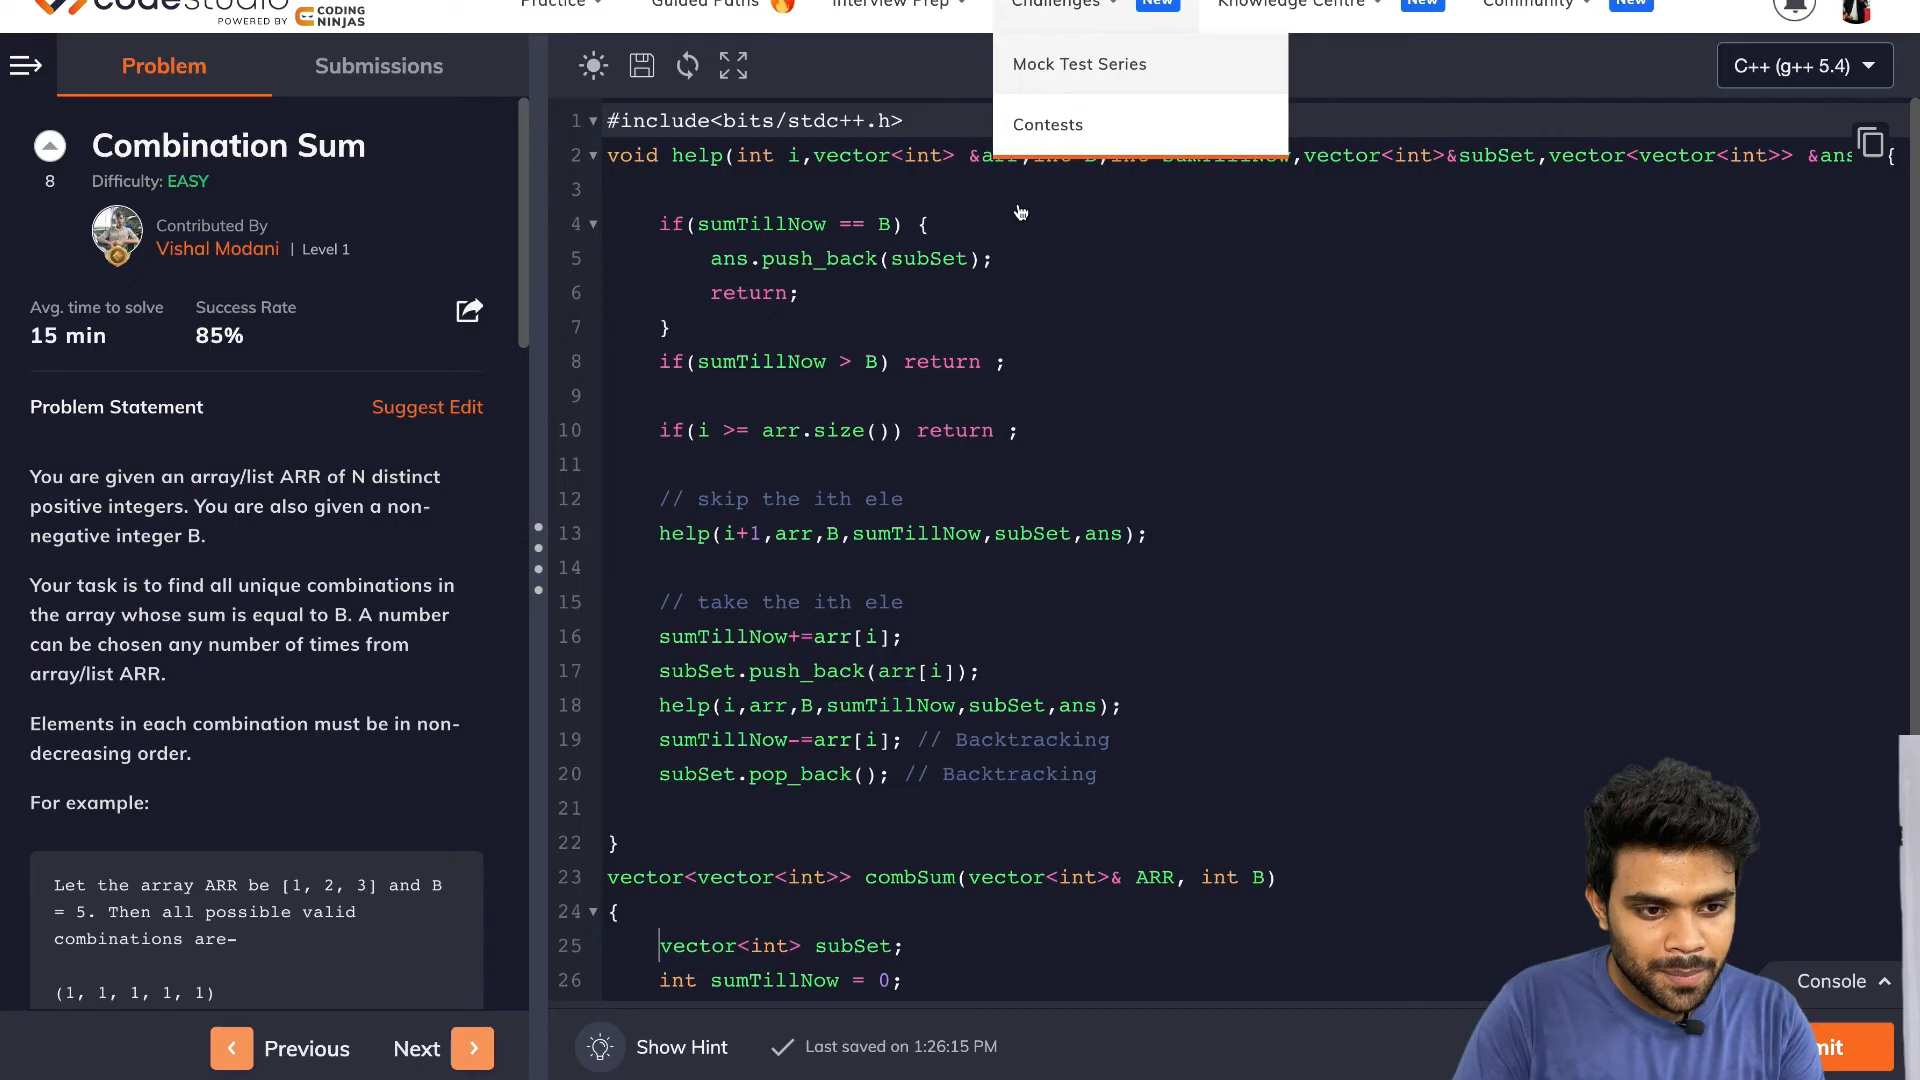 codeStudio
POWERED BY CODING NINJAS
Practice
Guided Paths
Interview Prep
Challenges New
Knowledge Centre New
Community New
Mock Test Series
Contests
Problem
Submissions
C++ (g++ 5.4)
8
Combination Sum
Difficulty: EASY
Contributed By
Vishal Modani | Level 1
Avg. time to solve
15 min
Success Rate
85%
Problem Statement
Suggest Edit
You are given an array/list ARR of N distinct
positive integers. You are also given a non-
negative integer B.
Your task is to find all unique combinations in
the array whose sum is equal to B. A number
can be chosen any number of times from
array/list ARR.
Elements in each combination must be in non-
decreasing order.
For example:
Let the array ARR be [1, 2, 3] and B
= 5. Then all possible valid
combinations are-
(1, 1, 1, 1, 1)
Previous
Next
1 #include<bits/stdc++.h>
2 void help(int i,vector<int> &arr,int B,int sumTillNow,vector<int>&subSet,vector<vector<int>> &ans {
3
4 if(sumTillNow == B) {
5 ans.push_back(subSet);
6 return;
7 }
8 if(sumTillNow > B) return ;
9
10 if(i >= arr.size()) return ;
11
12 // skip the ith ele
13 help(i+1,arr,B,sumTillNow,subSet,ans);
14
15 // take the ith ele
16 sumTillNow+=arr[i];
17 subSet.push_back(arr[i]);
18 help(i,arr,B,sumTillNow,subSet,ans);
19 sumTillNow-=arr[i]; // Backtracking
20 subSet.pop_back(); // Backtracking
21
22 }
23 vector<vector<int>> combSum(vector<int>& ARR, int B)
24 {
25 vector<int> subSet;
26 int sumTillNow = 0;
Console
Show Hint
Last saved on 1:26:15 PM
mit